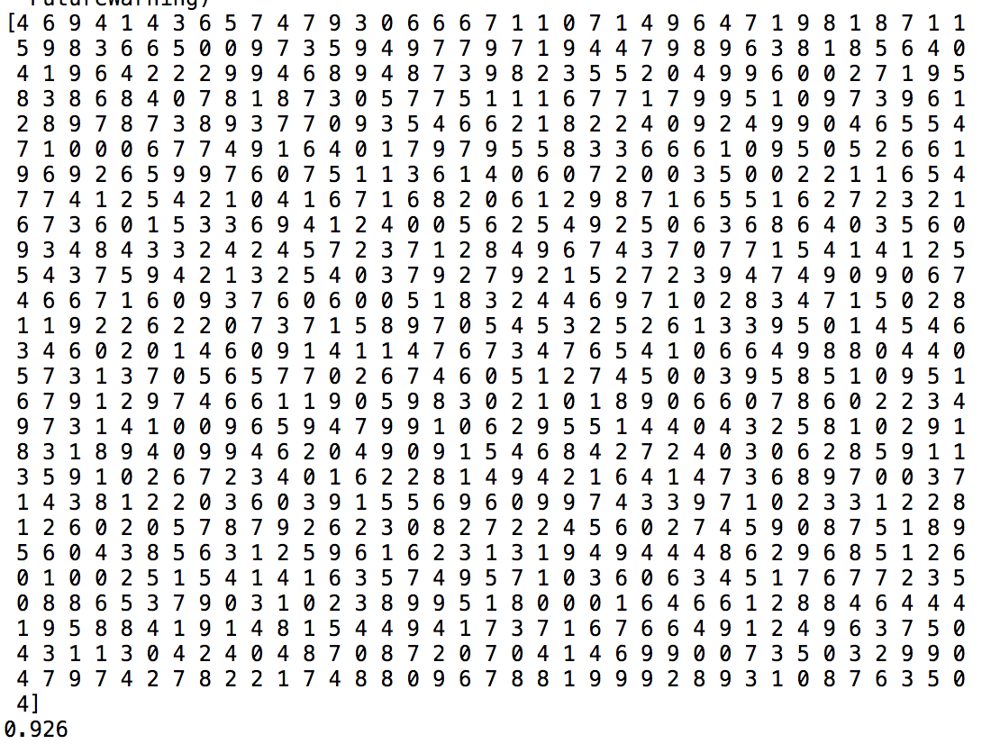 FutureWarning)
[4 6 9 4 1 4 3 6 5 7 4 7 9 3 0 6 6 6 7 1 1 0 7 1 4 9 6 4 7 1 9 8 1 8 7 1 1
5 9 8 3 6 6 5 0 0 9 7 3 5 9 4 9 7 7 9 7 1 9 4 4 7 9 8 9 6 3 8 1 8 5 6 4 0
4 1 9 6 4 2 2 2 9 9 4 6 8 9 4 8 7 3 9 8 2 3 5 5 2 0 4 9 9 6 0 0 2 7 1 9 5
8 3 8 6 8 4 0 7 8 1 8 7 3 0 5 7 7 5 1 1 1 6 7 7 1 7 9 9 5 1 0 9 7 3 9 6 1
2 8 9 7 8 7 3 8 9 3 7 7 0 9 3 5 4 6 6 2 1 8 2 2 4 0 9 2 4 9 9 0 4 6 5 5 4
7 1 0 0 0 6 7 7 4 9 1 6 4 0 1 7 9 7 9 5 5 8 3 3 6 6 6 1 0 9 5 0 5 2 6 6 1
9 6 9 2 6 5 9 9 7 6 0 7 5 1 1 3 6 1 4 0 6 0 7 2 0 0 3 5 0 0 2 2 1 1 6 5 4
7 7 4 1 2 5 4 2 1 0 4 1 6 7 1 6 8 2 0 6 1 2 9 8 7 1 6 5 5 1 6 2 7 2 3 2 1
6 7 3 6 0 1 5 3 3 6 9 4 1 2 4 0 0 5 6 2 5 4 9 2 5 0 6 3 6 8 6 4 0 3 5 6 0
9 3 4 8 4 3 3 2 4 2 4 5 7 2 3 7 1 2 8 4 9 6 7 4 3 7 0 7 7 1 5 4 1 4 1 2 5
5 4 3 7 5 9 4 2 1 3 2 5 4 0 3 7 9 2 7 9 2 1 5 2 7 2 3 9 4 7 4 9 0 9 0 6 7
4 6 6 7 1 6 0 9 3 7 6 0 6 0 0 5 1 8 3 2 4 4 6 9 7 1 0 2 8 3 4 7 1 5 0 2 8
1 1 9 2 2 6 2 2 0 7 3 7 1 5 8 9 7 0 5 4 5 3 2 5 2 6 1 3 3 9 5 0 1 4 5 4 6
3 4 6 0 2 0 1 4 6 0 9 1 4 1 1 4 7 6 7 3 4 7 6 5 4 1 0 6 6 4 9 8 8 0 4 4 0
5 7 3 1 3 7 0 5 6 5 7 7 0 2 6 7 4 6 0 5 1 2 7 4 5 0 0 3 9 5 8 5 1 0 9 5 1
6 7 9 1 2 9 7 4 6 6 1 1 9 0 5 9 8 3 0 2 1 0 1 8 9 0 6 6 0 7 8 6 0 2 2 3 4
9 7 3 1 4 1 0 0 9 6 5 9 4 7 9 9 1 0 6 2 9 5 5 1 4 4 0 4 3 2 5 8 1 0 2 9 1
8 3 1 8 9 4 0 9 9 4 6 2 0 4 9 0 9 1 5 4 6 8 4 2 7 2 4 0 3 0 6 2 8 5 9 1 1
3 5 9 1 0 2 6 7 2 3 4 0 1 6 2 2 8 1 4 9 4 2 1 6 4 1 4 7 3 6 8 9 7 0 0 3 7
1 4 3 8 1 2 2 0 3 6 0 3 9 1 5 5 6 9 6 0 9 9 7 4 3 3 9 7 1 0 2 3 3 1 2 2 8
1 2 6 0 2 0 5 7 8 7 9 2 6 2 3 0 8 2 7 2 2 4 5 6 0 2 7 4 5 9 0 8 7 5 1 8 9
5 6 0 4 3 8 5 6 3 1 2 5 9 6 1 6 2 3 1 3 1 9 4 9 4 4 4 8 6 2 9 6 8 5 1 2 6
0 1 0 0 2 5 1 5 4 1 4 1 6 3 5 7 4 9 5 7 1 0 3 6 0 6 3 4 5 1 7 6 7 7 2 3 5
0 8 8 6 5 3 7 9 0 3 1 0 2 3 8 9 9 5 1 8 0 0 0 1 6 4 6 6 1 2 8 8 4 6 4 4 4
1 9 5 8 8 4 1 9 1 4 8 1 5 4 4 9 4 1 7 3 7 1 6 7 6 6 4 9 1 2 4 9 6 3 7 5 0
4 3 1 1 3 0 4 2 4 0 4 8 7 0 8 7 2 0 7 0 4 1 4 6 9 9 0 0 7 3 5 0 3 2 9 9 0
4 7 9 7 4 2 7 8 2 2 1 7 4 8 8 0 9 6 7 8 8 1 9 9 9 2 8 9 3 1 0 8 7 6 3 5 0
4]
0.926